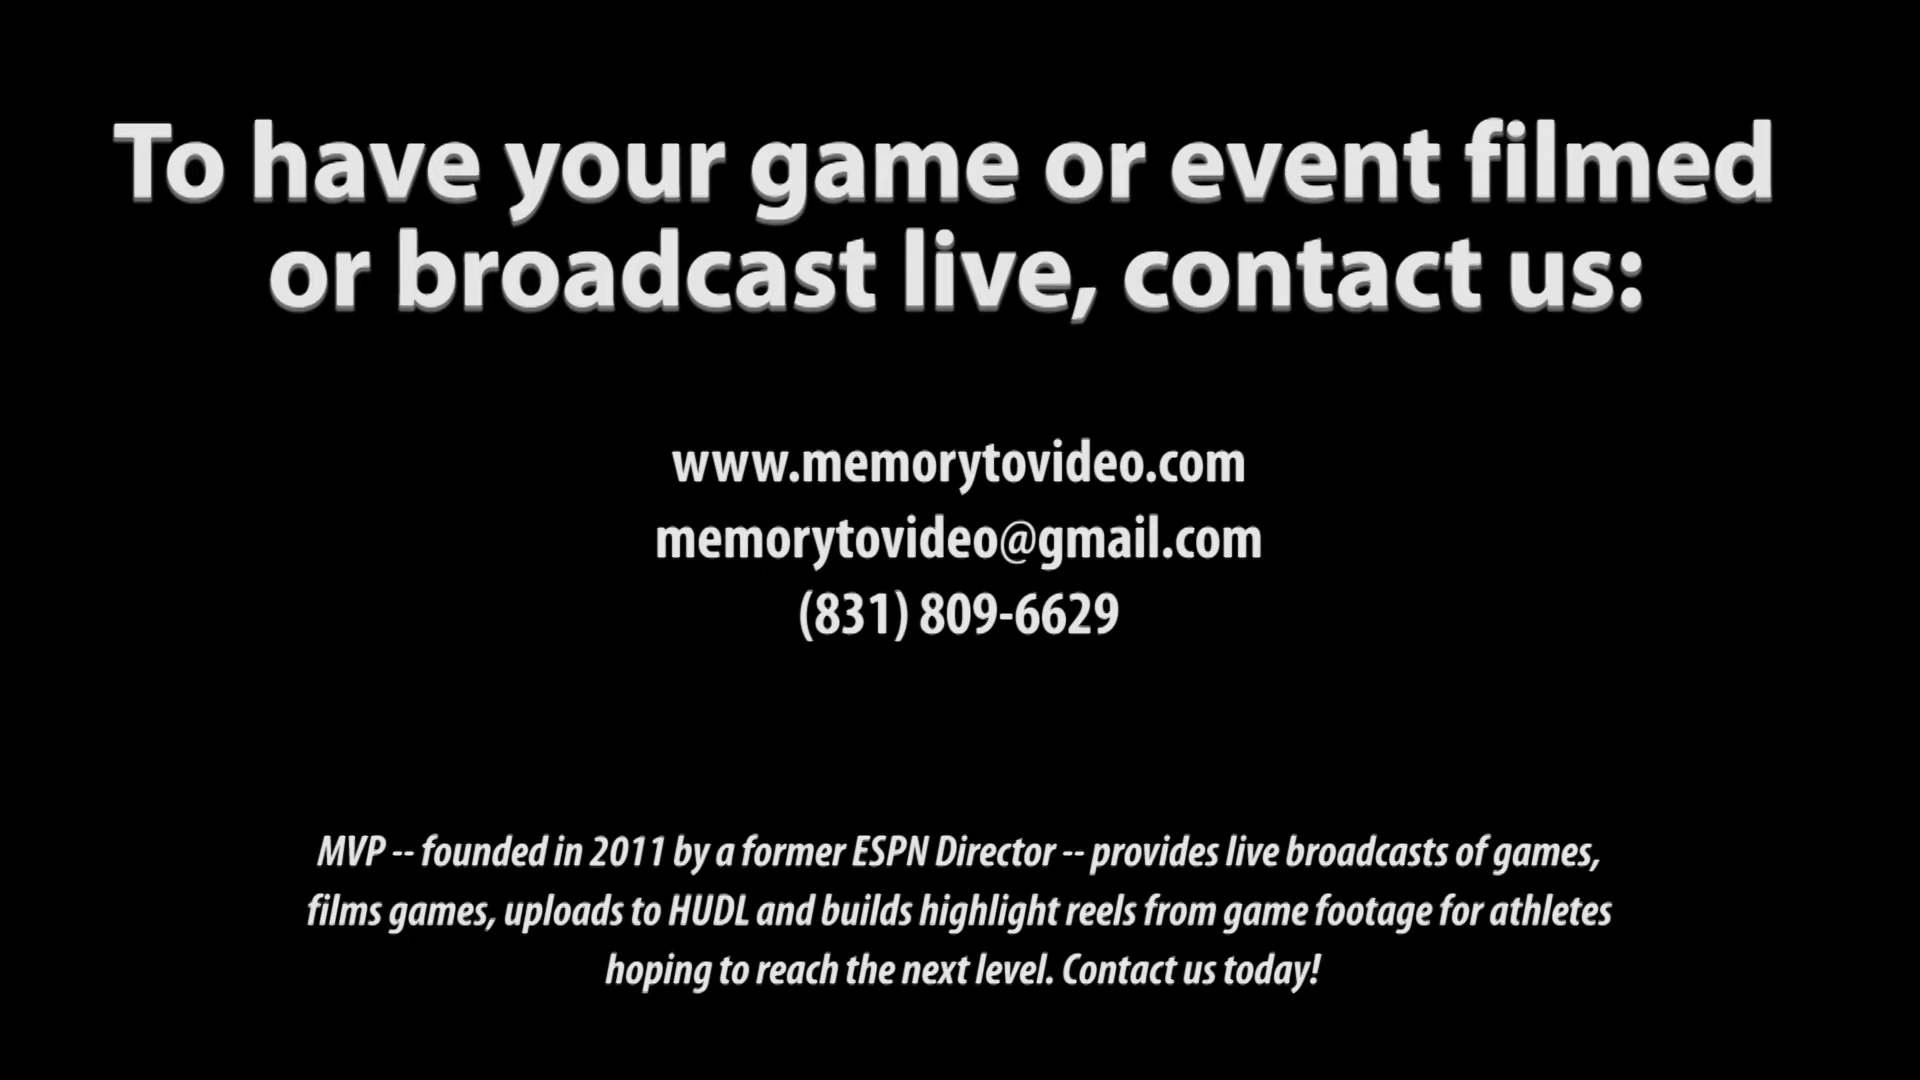 To have your game or event filmed
or broadcast live, contact us:
www.memorytovideo.com
memorytovideo@gmail.com
(831) 809-6629
MVP -- founded in 2011 by a former ESPN Director -- provides live broadcasts of games,
films games, uploads to HUDL and builds highlight reels from game footage for athletes
hoping to reach the next level. Contact us today!